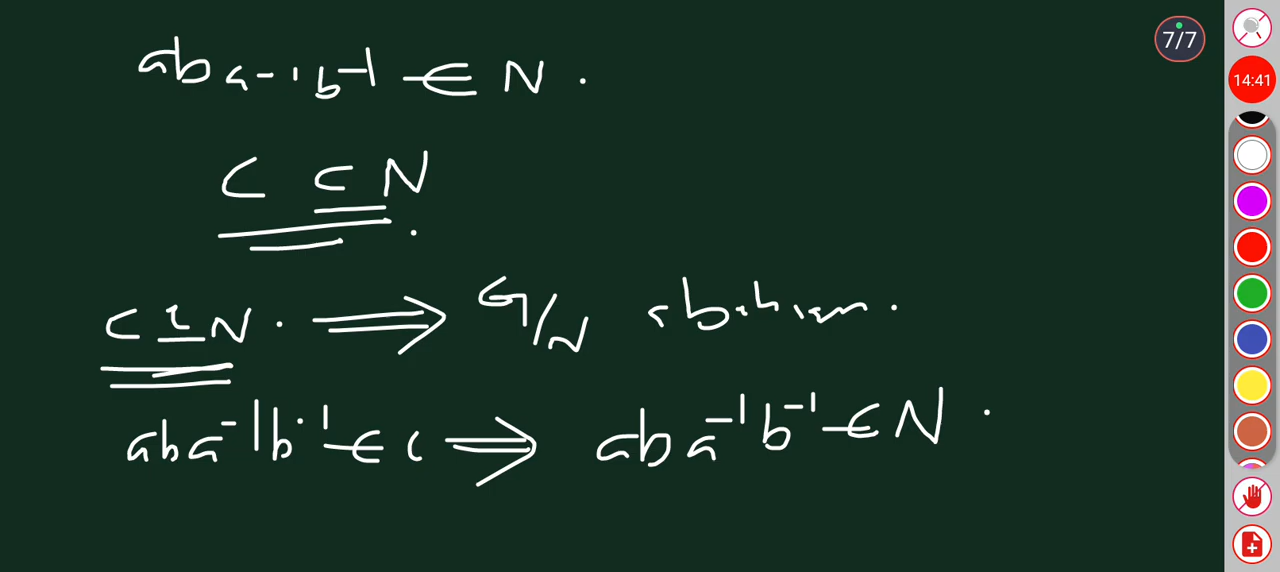 aba⁻¹b⁻¹ ∈ N.
7/7
14:41
C ⊆ N.
C ⊆ N. ⟹ G/N abelian.
aba⁻¹b⁻¹ ∈ C ⟹ aba⁻¹b⁻¹ ∈ N.